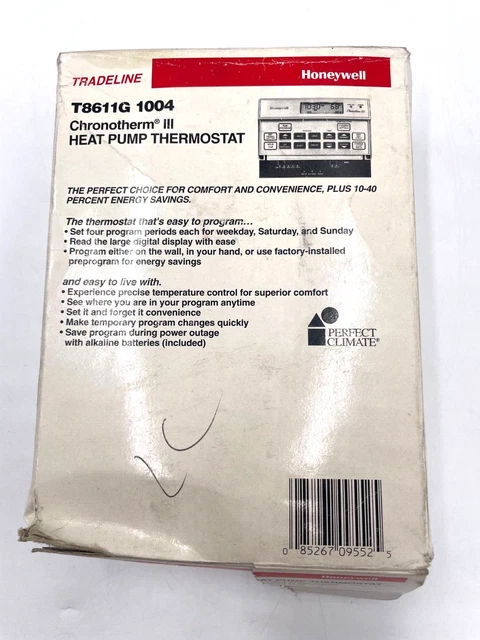 TRADELINE
Honeywell
T8611G 1004
Chronotherm® III
HEAT PUMP THERMOSTAT
THE PERFECT CHOICE FOR COMFORT AND CONVENIENCE, PLUS 10-40
PERCENT ENERGY SAVINGS.
The thermostat that's easy to program...
• Set four program periods each for weekday, Saturday, and Sunday
• Read the large digital display with ease
• Program either on the wall, in your hand, or use factory-installed
preprogram for energy savings
and easy to live with.
• Experience precise temperature control for superior comfort
• See where you are in your program anytime
• Set it and forget it convenience
• Make temporary program changes quickly
• Save program during power outage
with alkaline batteries (included)
PERFECT
CLIMATE®
0 85267 09552 5
Honeywell